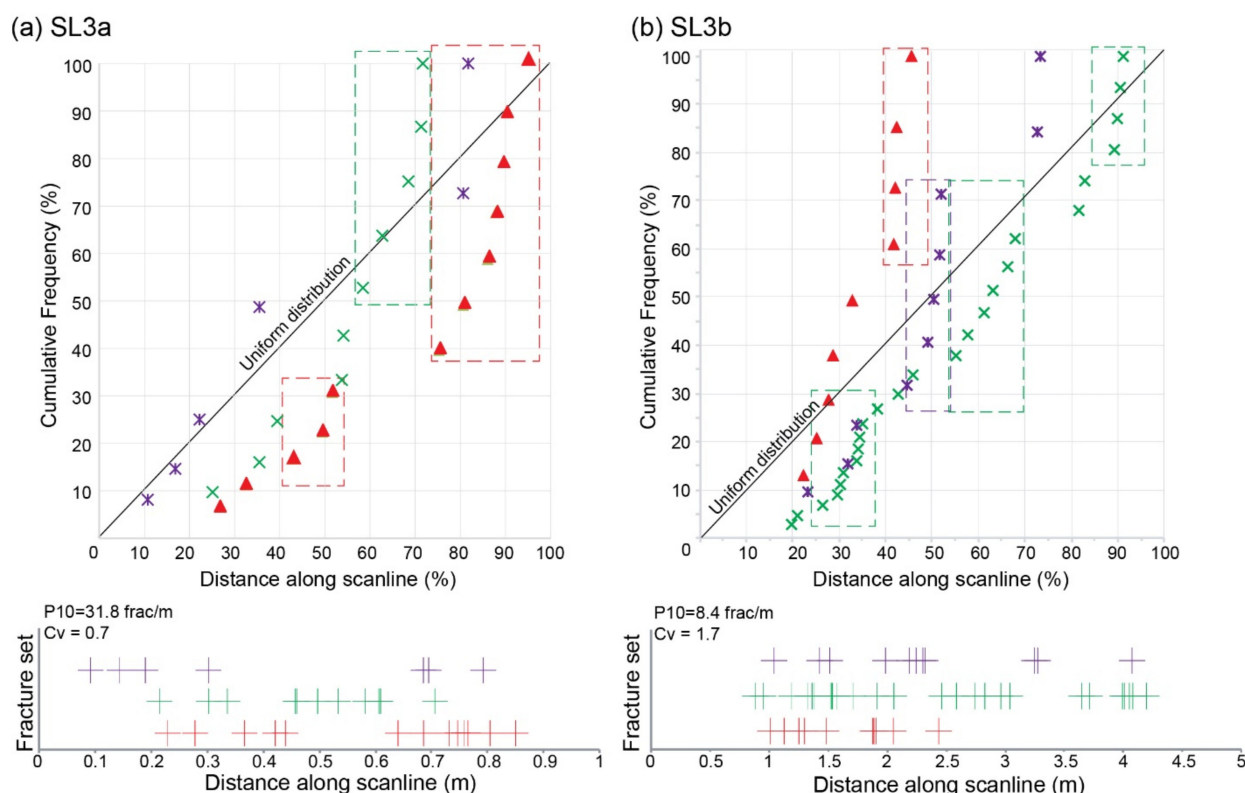 (a) SL3a
100
90
80
70
60
50
40
30
20
10
Cumulative Frequency (%)
Uniform distribution
0 10 20 30 40 50 60 70 80 90 100
Distance along scanline (%)
P10=31.8 frac/m
Cv = 0.7
Fracture set
0 0.1 0.2 0.3 0.4 0.5 0.6 0.7 0.8 0.9 1
Distance along scanline (m)
(b) SL3b
100
90
80
70
60
50
40
30
20
10
0
Cumulative Frequency (%)
Uniform distribution
0 20 30 40 50 60 70 80 90 100
Distance along scanline (%)
P10=8.4 frac/m
Cv = 1.7
Fracture set
0 0.5 1 1.5 2 2.5 3 3.5 4 4.5 5
Distance along scanline (m)